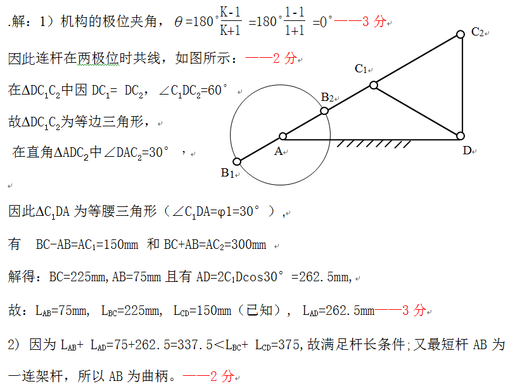 .解：1）机构的极位夹角，θ=180°K-1/K+1=180°1-1/1+1=0°——3 分
因此连杆在两极位时共线，如图所示：——2 分
在ΔDC₁C₂中因 DC₁= DC₂，∠C₁DC₂=60°
故ΔDC₁C₂为等边三角形，
在直角ΔADC₂中∠DAC₂=30°，
因此ΔC₁DA 为等腰三角形（∠C₁DA=φ1=30°），
有 BC-AB=AC₁=150mm 和 BC+AB=AC₂=300mm
解得：BC=225mm,AB=75mm 且有 AD=2C₁Dcos30°=262.5mm,
故：L_AB=75mm, L_BC=225mm, L_CD=150mm（已知）, L_AD=262.5mm——3 分
2) 因为 L_AB+ L_AD=75+262.5=337.5＜L_BC+ L_CD=375,故满足杆长条件;又最短杆 AB 为
一连架杆，所以 AB 为曲柄。——2 分
C₂
C₁
B₂
A
D
B₁